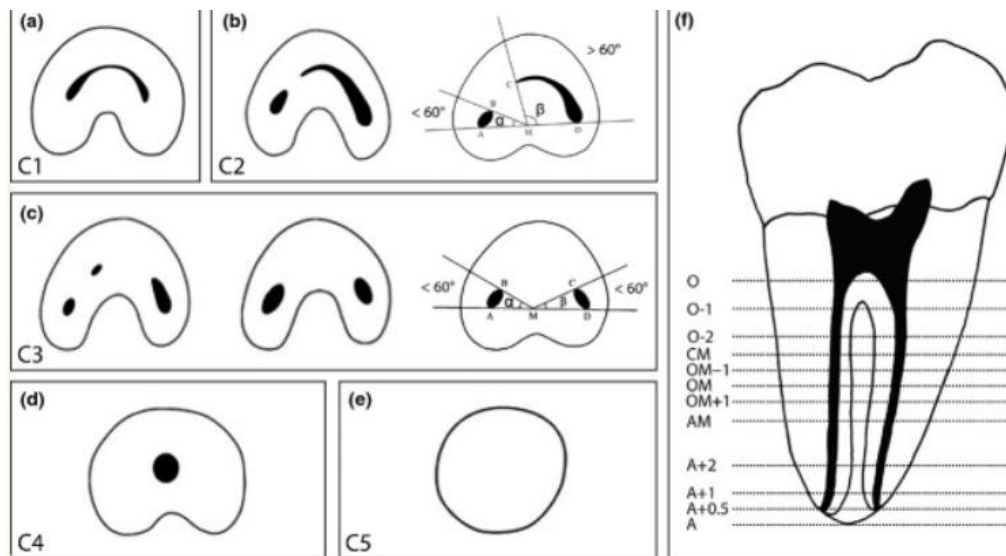 (a)
C1
(b)
C2
< 60°
> 60°
C
B
α
β
A
M
D
(c)
C3
< 60°
< 60°
B
C
α
β
A
M
D
(d)
C4
(e)
C5
(f)
O
O-1
O-2
CM
OM−1
OM
OM+1
AM
A+2
A+1
A+0.5
A